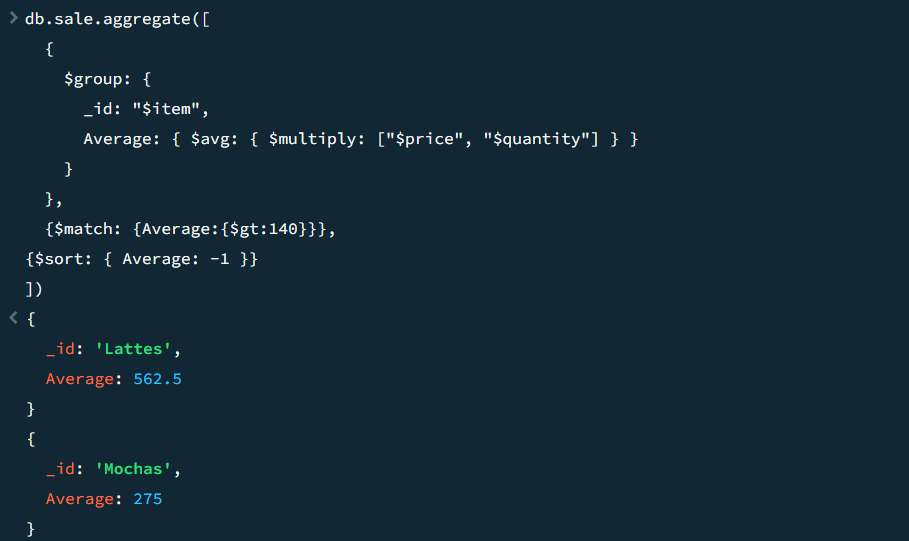 db.sale.aggregate([
{
$group: {
_id: "$item",
Average: { $avg: { $multiply: ["$price", "$quantity"] } }
}
},
{$match: {Average:{$gt:140}}},
{$sort: { Average: -1 }}
])
{
_id: 'Lattes',
Average: 562.5
}
{
_id: 'Mochas',
Average: 275
}